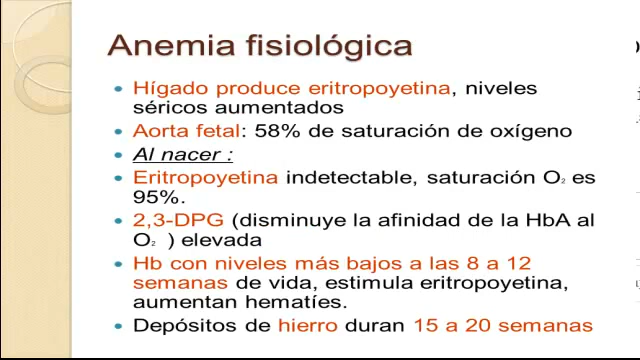 Anemia fisiológica
• Hígado produce eritropoyetina, niveles
séricos aumentados
• Aorta fetal: 58% de saturación de oxígeno
• Al nacer :
• Eritropoyetina indetectable, saturación O₂ es
95%.
• 2,3-DPG (disminuye la afinidad de la HbA al
O₂ ) elevada
• Hb con niveles más bajos a las 8 a 12
semanas de vida, estimula eritropoyetina,
aumentan hematíes.
• Depósitos de hierro duran 15 a 20 semanas